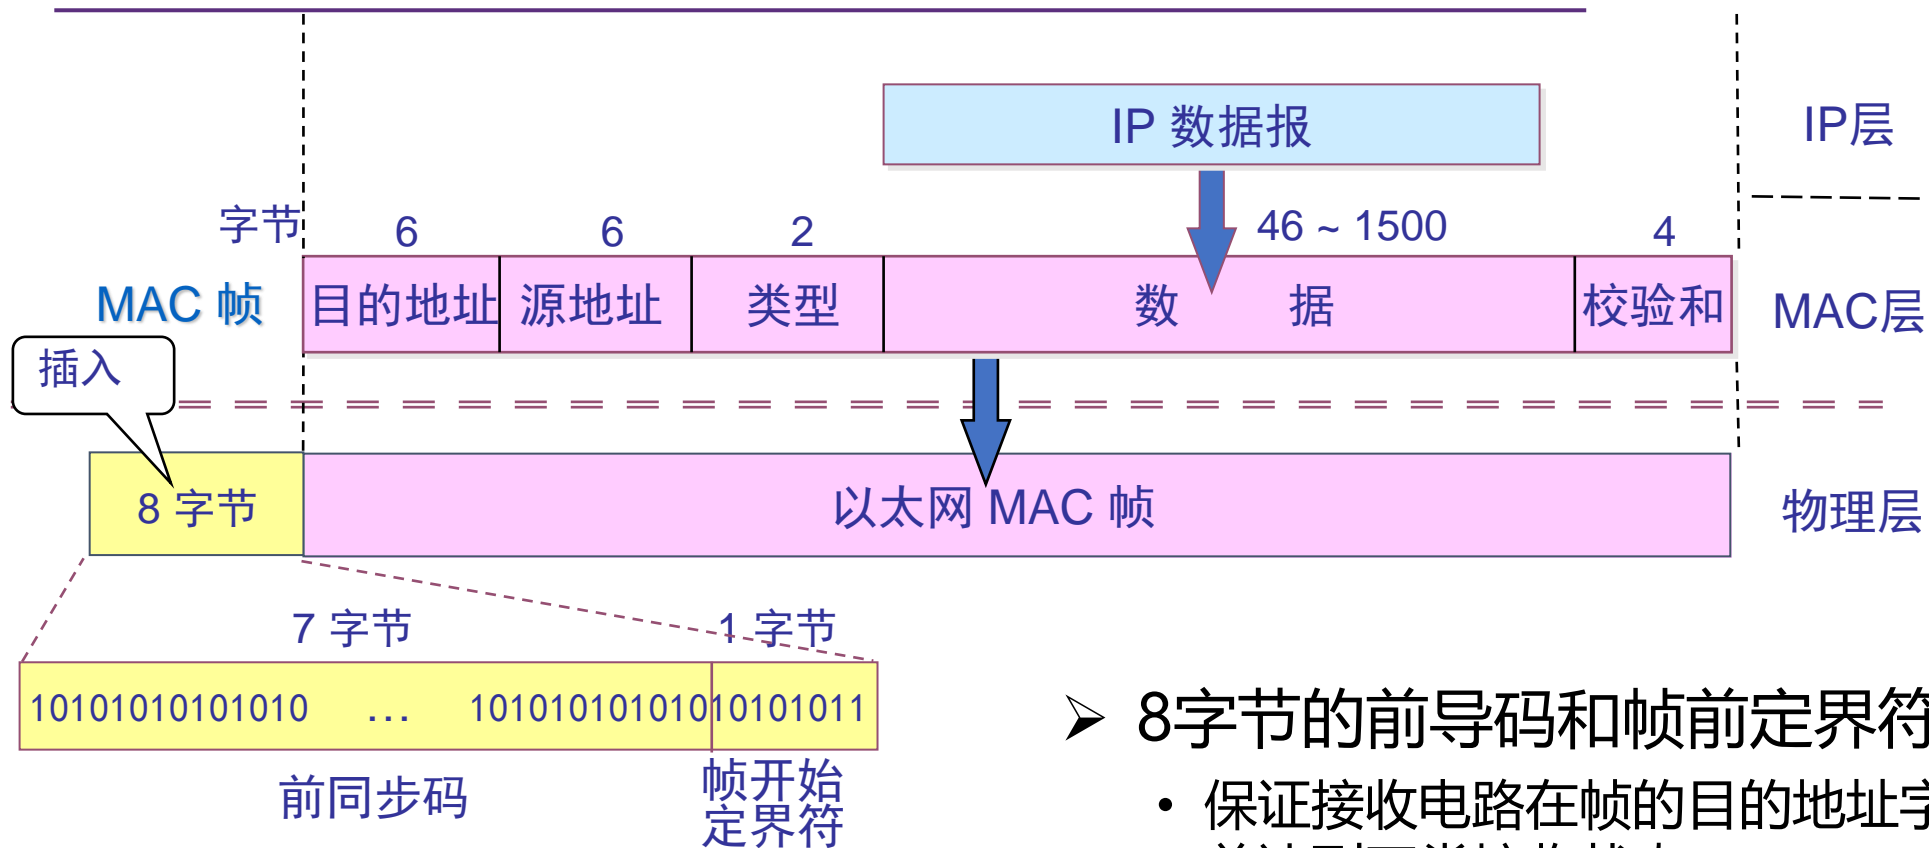 IP 数据报
IP层
字节 6 6 2 46 ~ 1500 4
MAC 帧 目的地址 源地址 类型 数 据 校验和 MAC层
插入
8 字节 以太网 MAC 帧 物理层
7 字节 1 字节
10101010101010 ... 1010101010101 0101011
前同步码
帧开始
定界符
➢ 8字节的前导码和帧前定界符
• 保证接收电路在帧的目的地址字